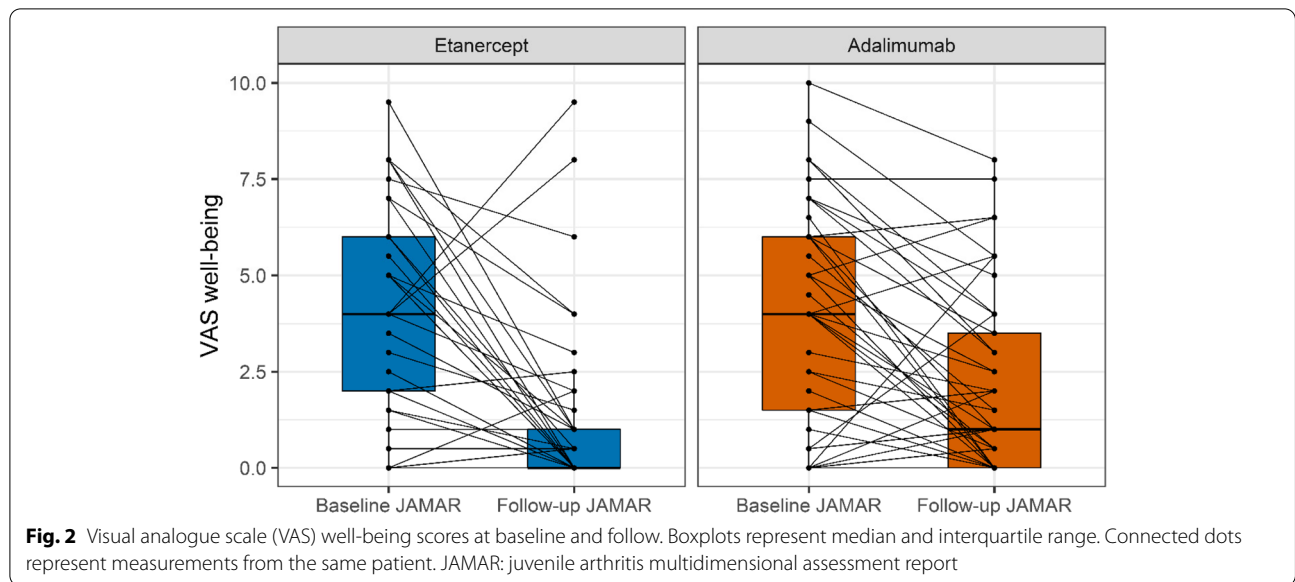 Etanercept
Adalimumab
VAS well-being
10.0
7.5
5.0
2.5
0.0
Baseline JAMAR
Follow-up JAMAR
Baseline JAMAR
Follow-up JAMAR
Fig. 2 Visual analogue scale (VAS) well-being scores at baseline and follow. Boxplots represent median and interquartile range. Connected dots
represent measurements from the same patient. JAMAR: juvenile arthritis multidimensional assessment report